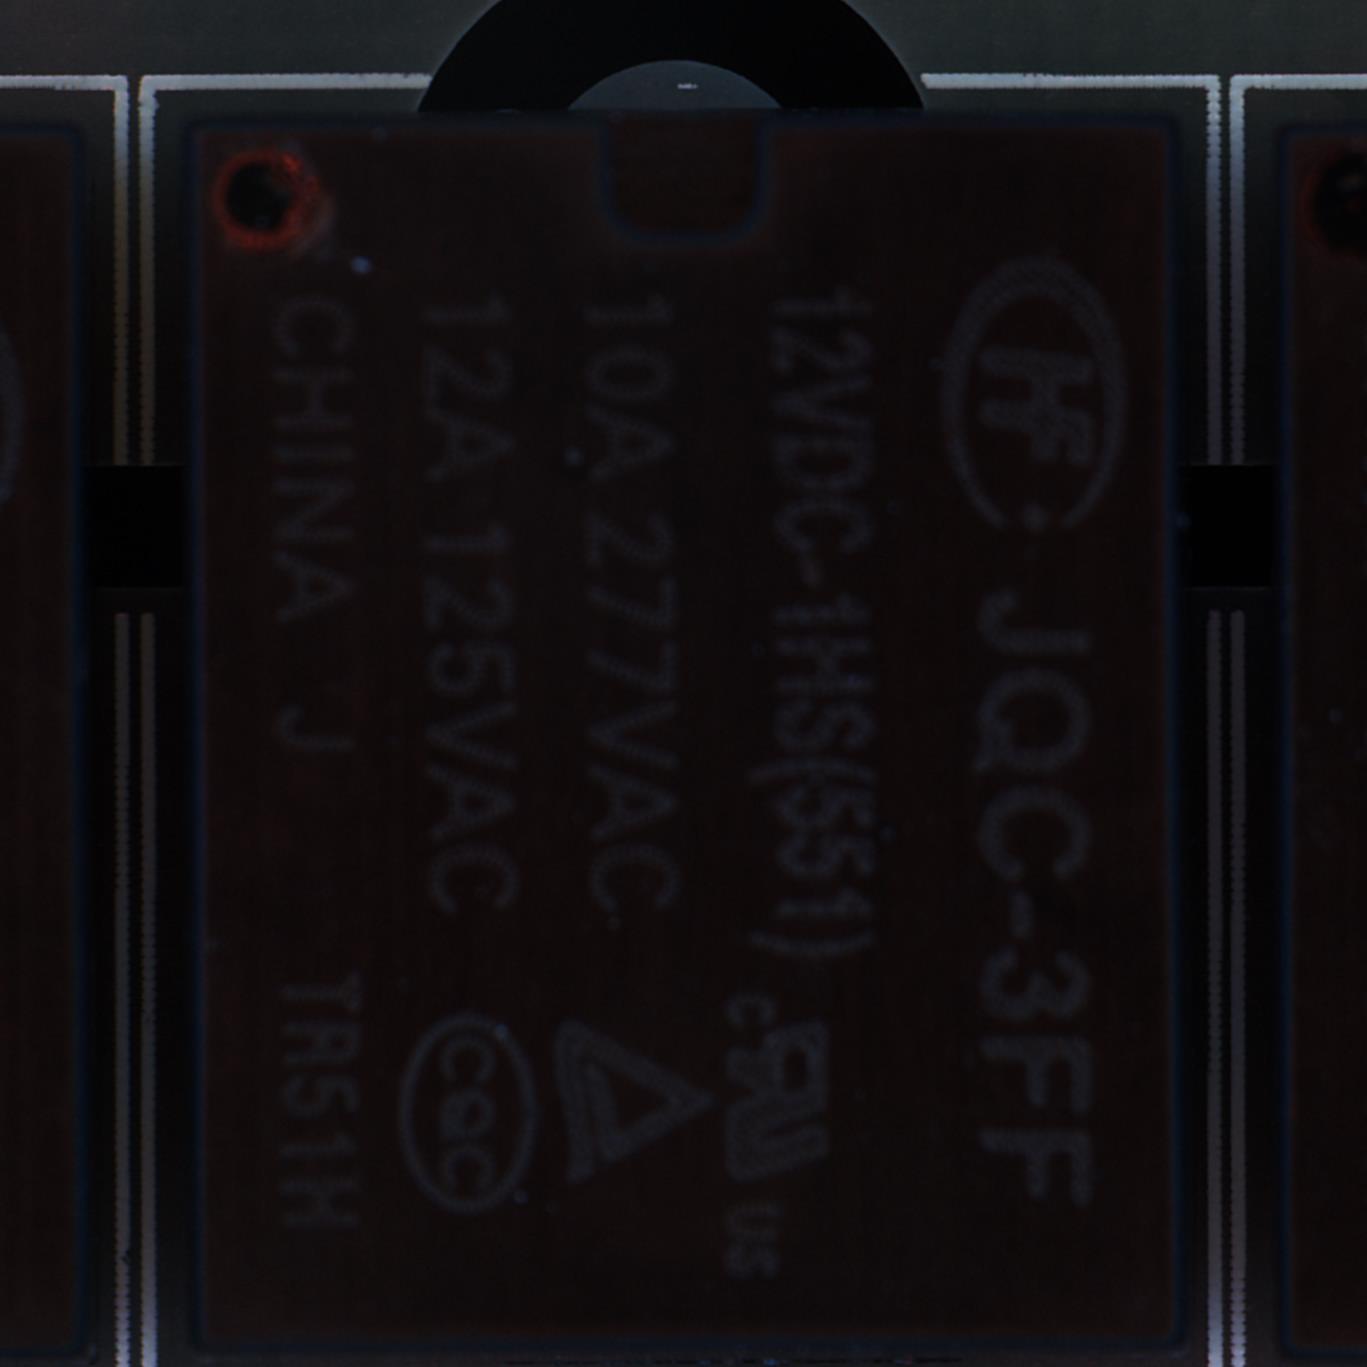 HF JQC-3FF
12VDC-1HS(551)
10A 277VAC
12A 125VAC
CHINA J TR51H
c US
cqc